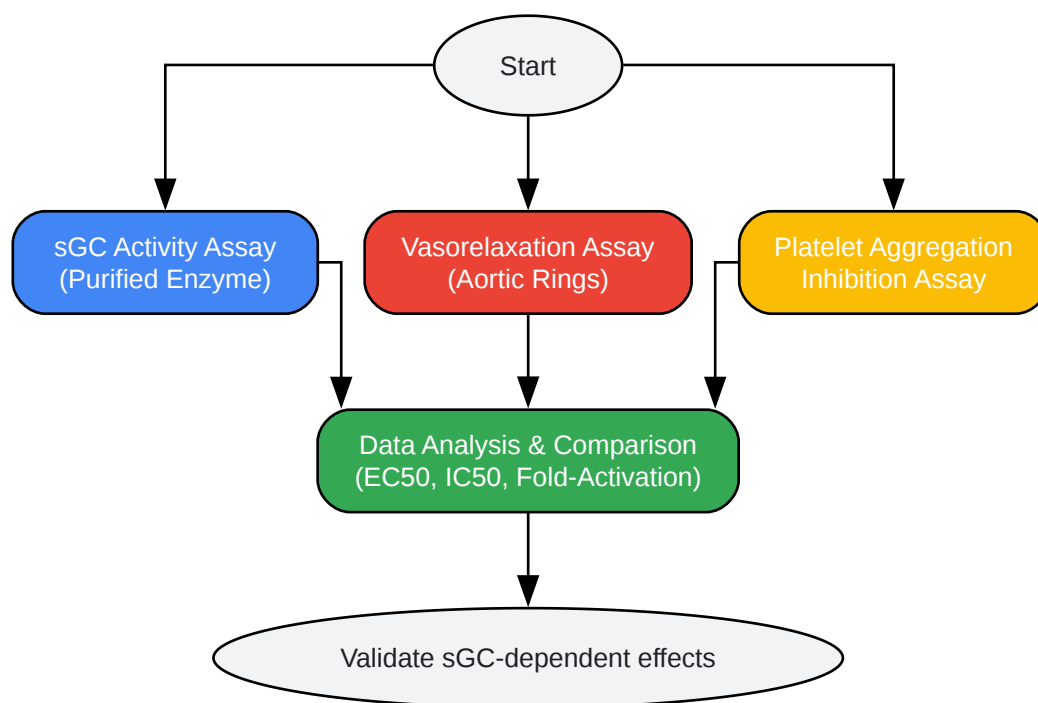 Start
sGC Activity Assay
(Purified Enzyme)
Vasorelaxation Assay
(Aortic Rings)
Platelet Aggregation
Inhibition Assay
Data Analysis & Comparison
(EC50, IC50, Fold-Activation)
Validate sGC-dependent effects